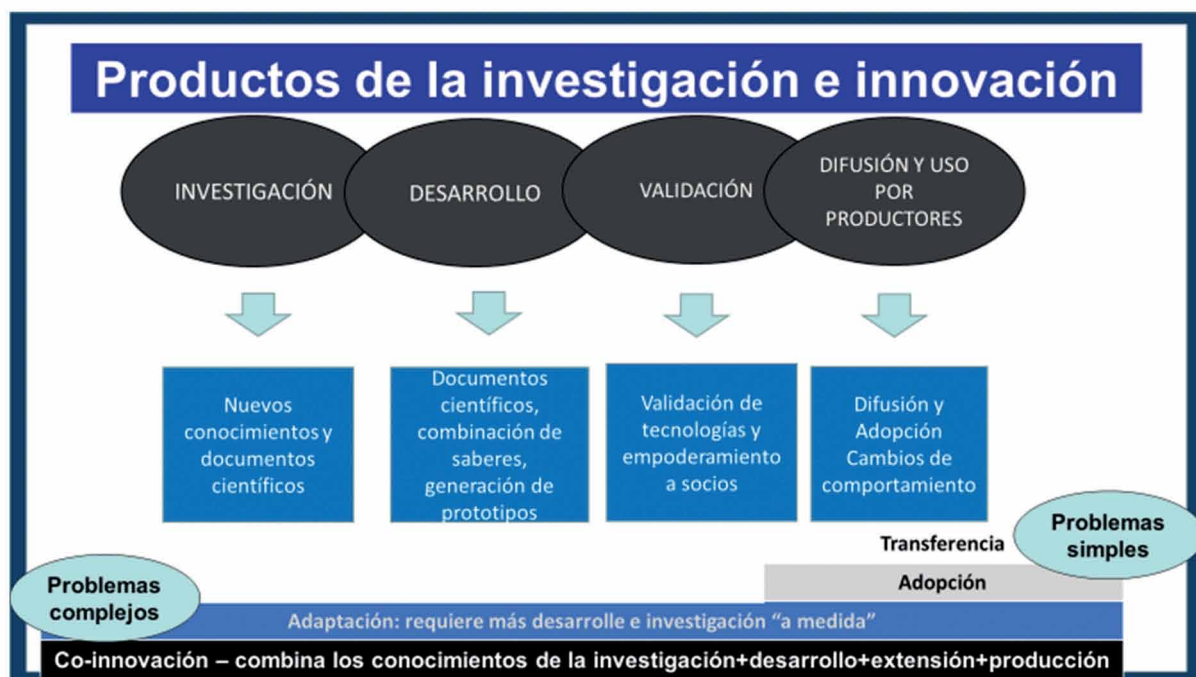 Productos de la investigación e innovación
INVESTIGACIÓN
DESARROLLO
VALIDACIÓN
DIFUSIÓN Y USO
POR
PRODUCTORES
Nuevos
conocimientos y
documentos
científicos
Documentos
científicos,
combinación de
saberes,
generación de
prototipos
Validación de
tecnologías y
empoderamiento
a socios
Difusión y
Adopción
Cambios de
comportamiento
Transferencia
Problemas
simples
Adopción
Problemas
complejos
Adaptación: requiere más desarrolle e investigación “a medida”
Co-innovación – combina los conocimientos de la investigación+desarrollo+extensión+producción